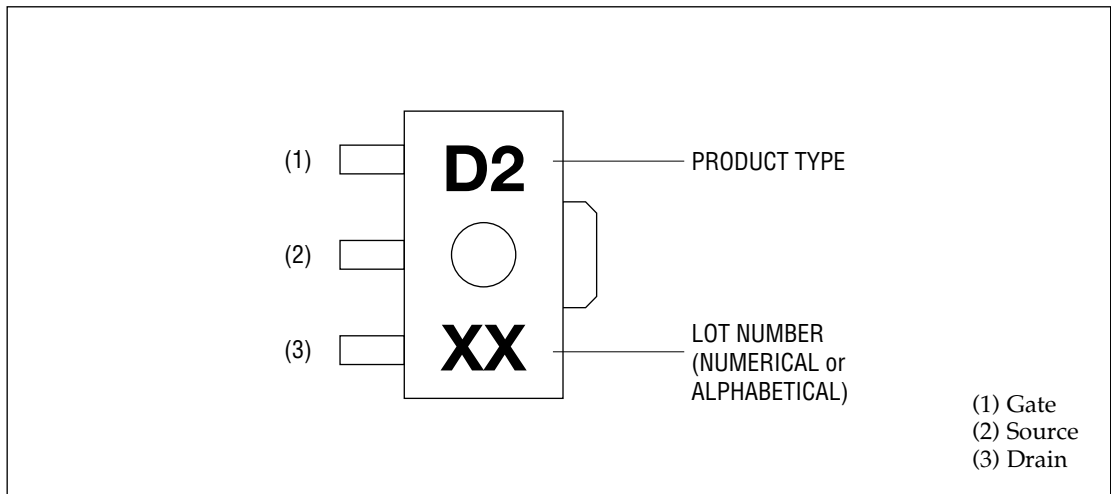 (1)
D2
PRODUCT TYPE
(2)
(3)
XX
LOT NUMBER
(NUMERICAL or
ALPHABETICAL)
(1) Gate
(2) Source
(3) Drain